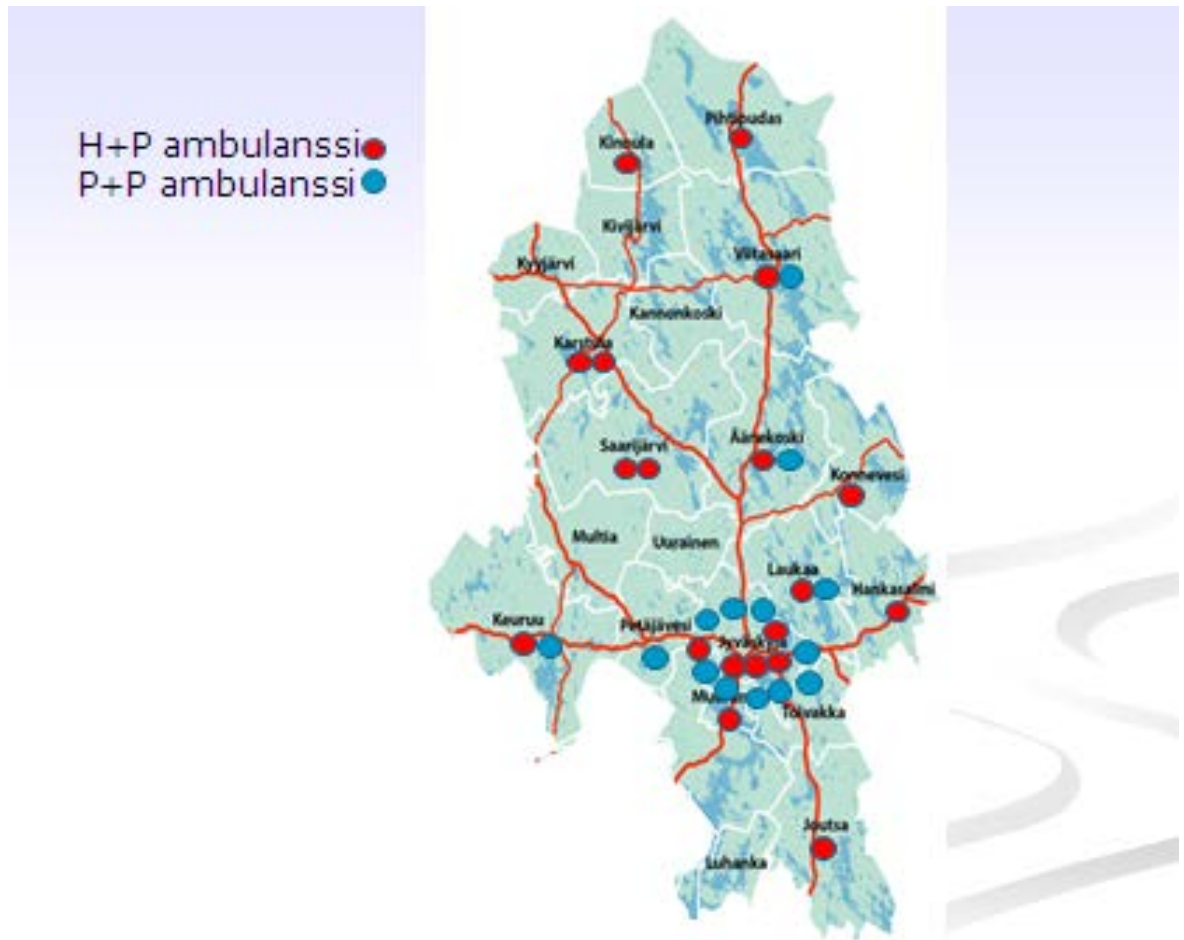 H+P ambulanssi
P+P ambulanssi
Pihtipudas
Kinnula
Kivijärvi
Viitasaari
Kyyjärvi
Kannonkoski
Karstula
Saarijärvi
Äänekoski
Konnevesi
Multia
Uurainen
Laukaa
Hankasalmi
Keuruu
Petäjävesi
Jyväskylä
Toivakka
Joutsa
Luhanka